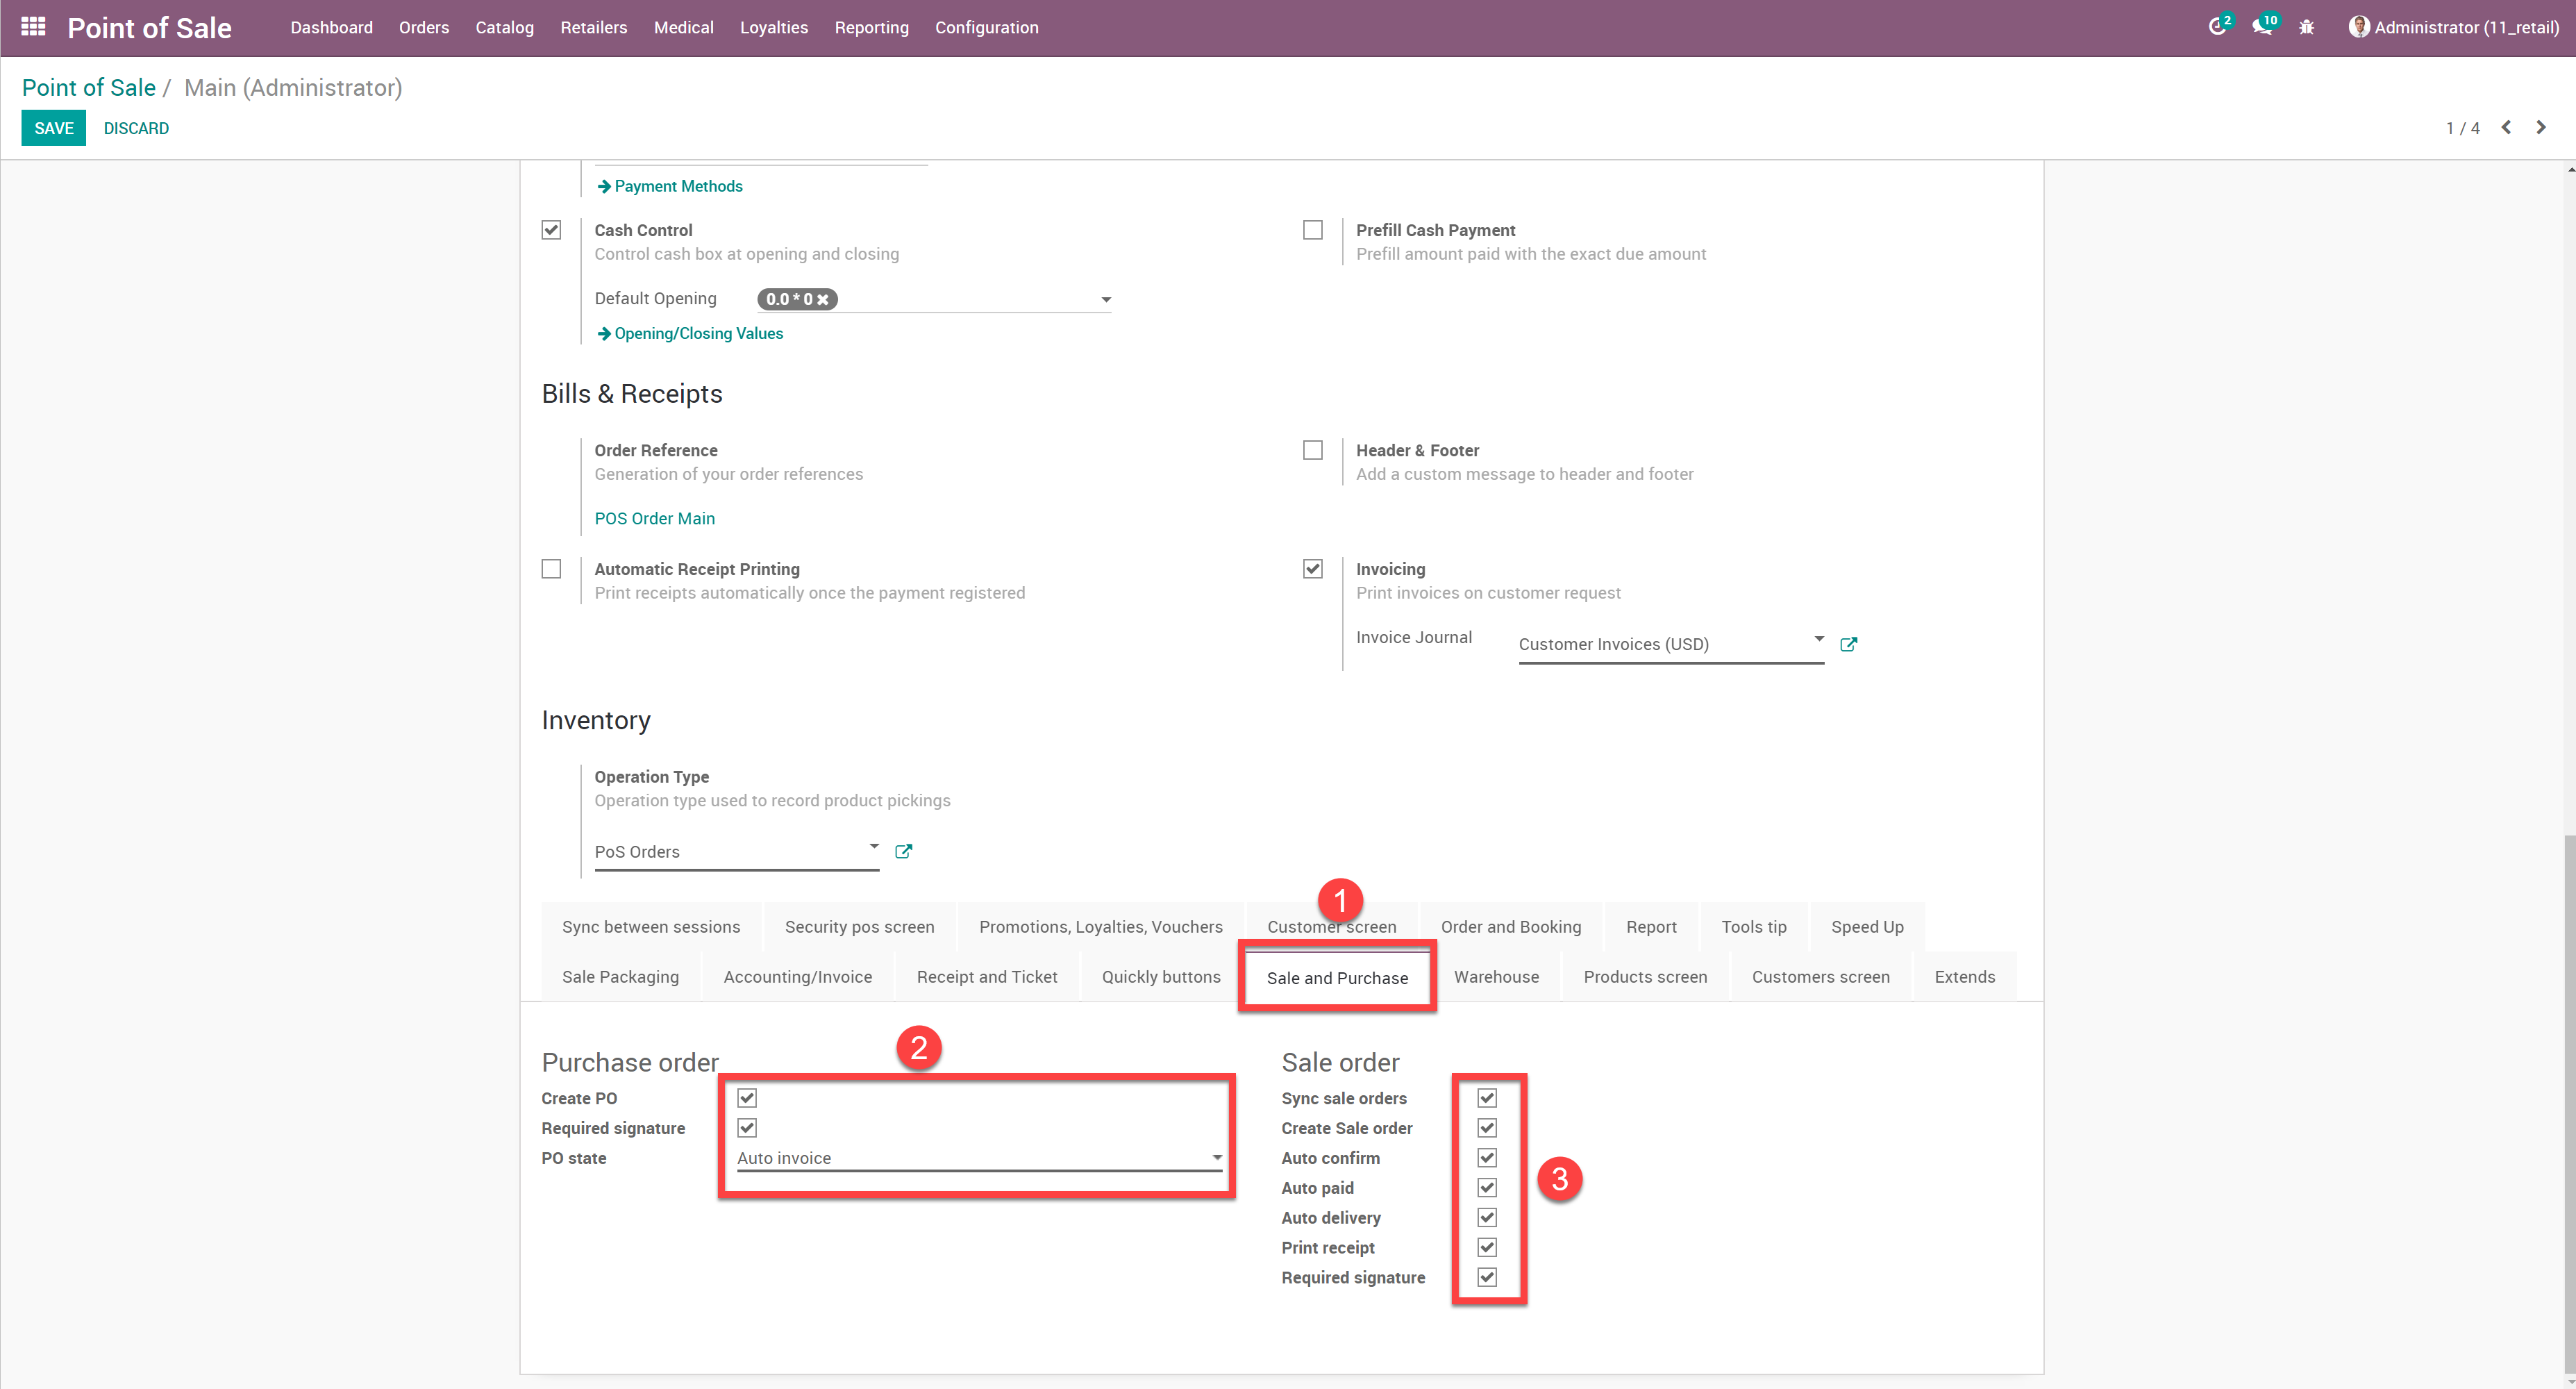 Point of Sale Dashboard Orders Catalog Retailers Medical Loyalties Reporting Configuration 2 10 Administrator (11_retail)
Point of Sale / Main (Administrator)
SAVE DISCARD 1 / 4
Payment Methods
Cash Control Prefill Cash Payment
Control cash box at opening and closing Prefill amount paid with the exact due amount
Default Opening 0.0 * 0
Opening/Closing Values
Bills & Receipts
Order Reference Header & Footer
Generation of your order references Add a custom message to header and footer
POS Order Main
Automatic Receipt Printing Invoicing
Print receipts automatically once the payment registered Print invoices on customer request
Invoice Journal Customer Invoices (USD)
Inventory
Operation Type
Operation type used to record product pickings
PoS Orders
1
Sync between sessions Security pos screen Promotions, Loyalties, Vouchers Customer screen Order and Booking Report Tools tip Speed Up
Sale Packaging Accounting/Invoice Receipt and Ticket Quickly buttons Sale and Purchase Warehouse Products screen Customers screen Extends
2
Purchase order Sale order
Create PO Sync sale orders
Required signature Create Sale order
PO state Auto invoice Auto confirm
3
Auto paid
Auto delivery
Print receipt
Required signature